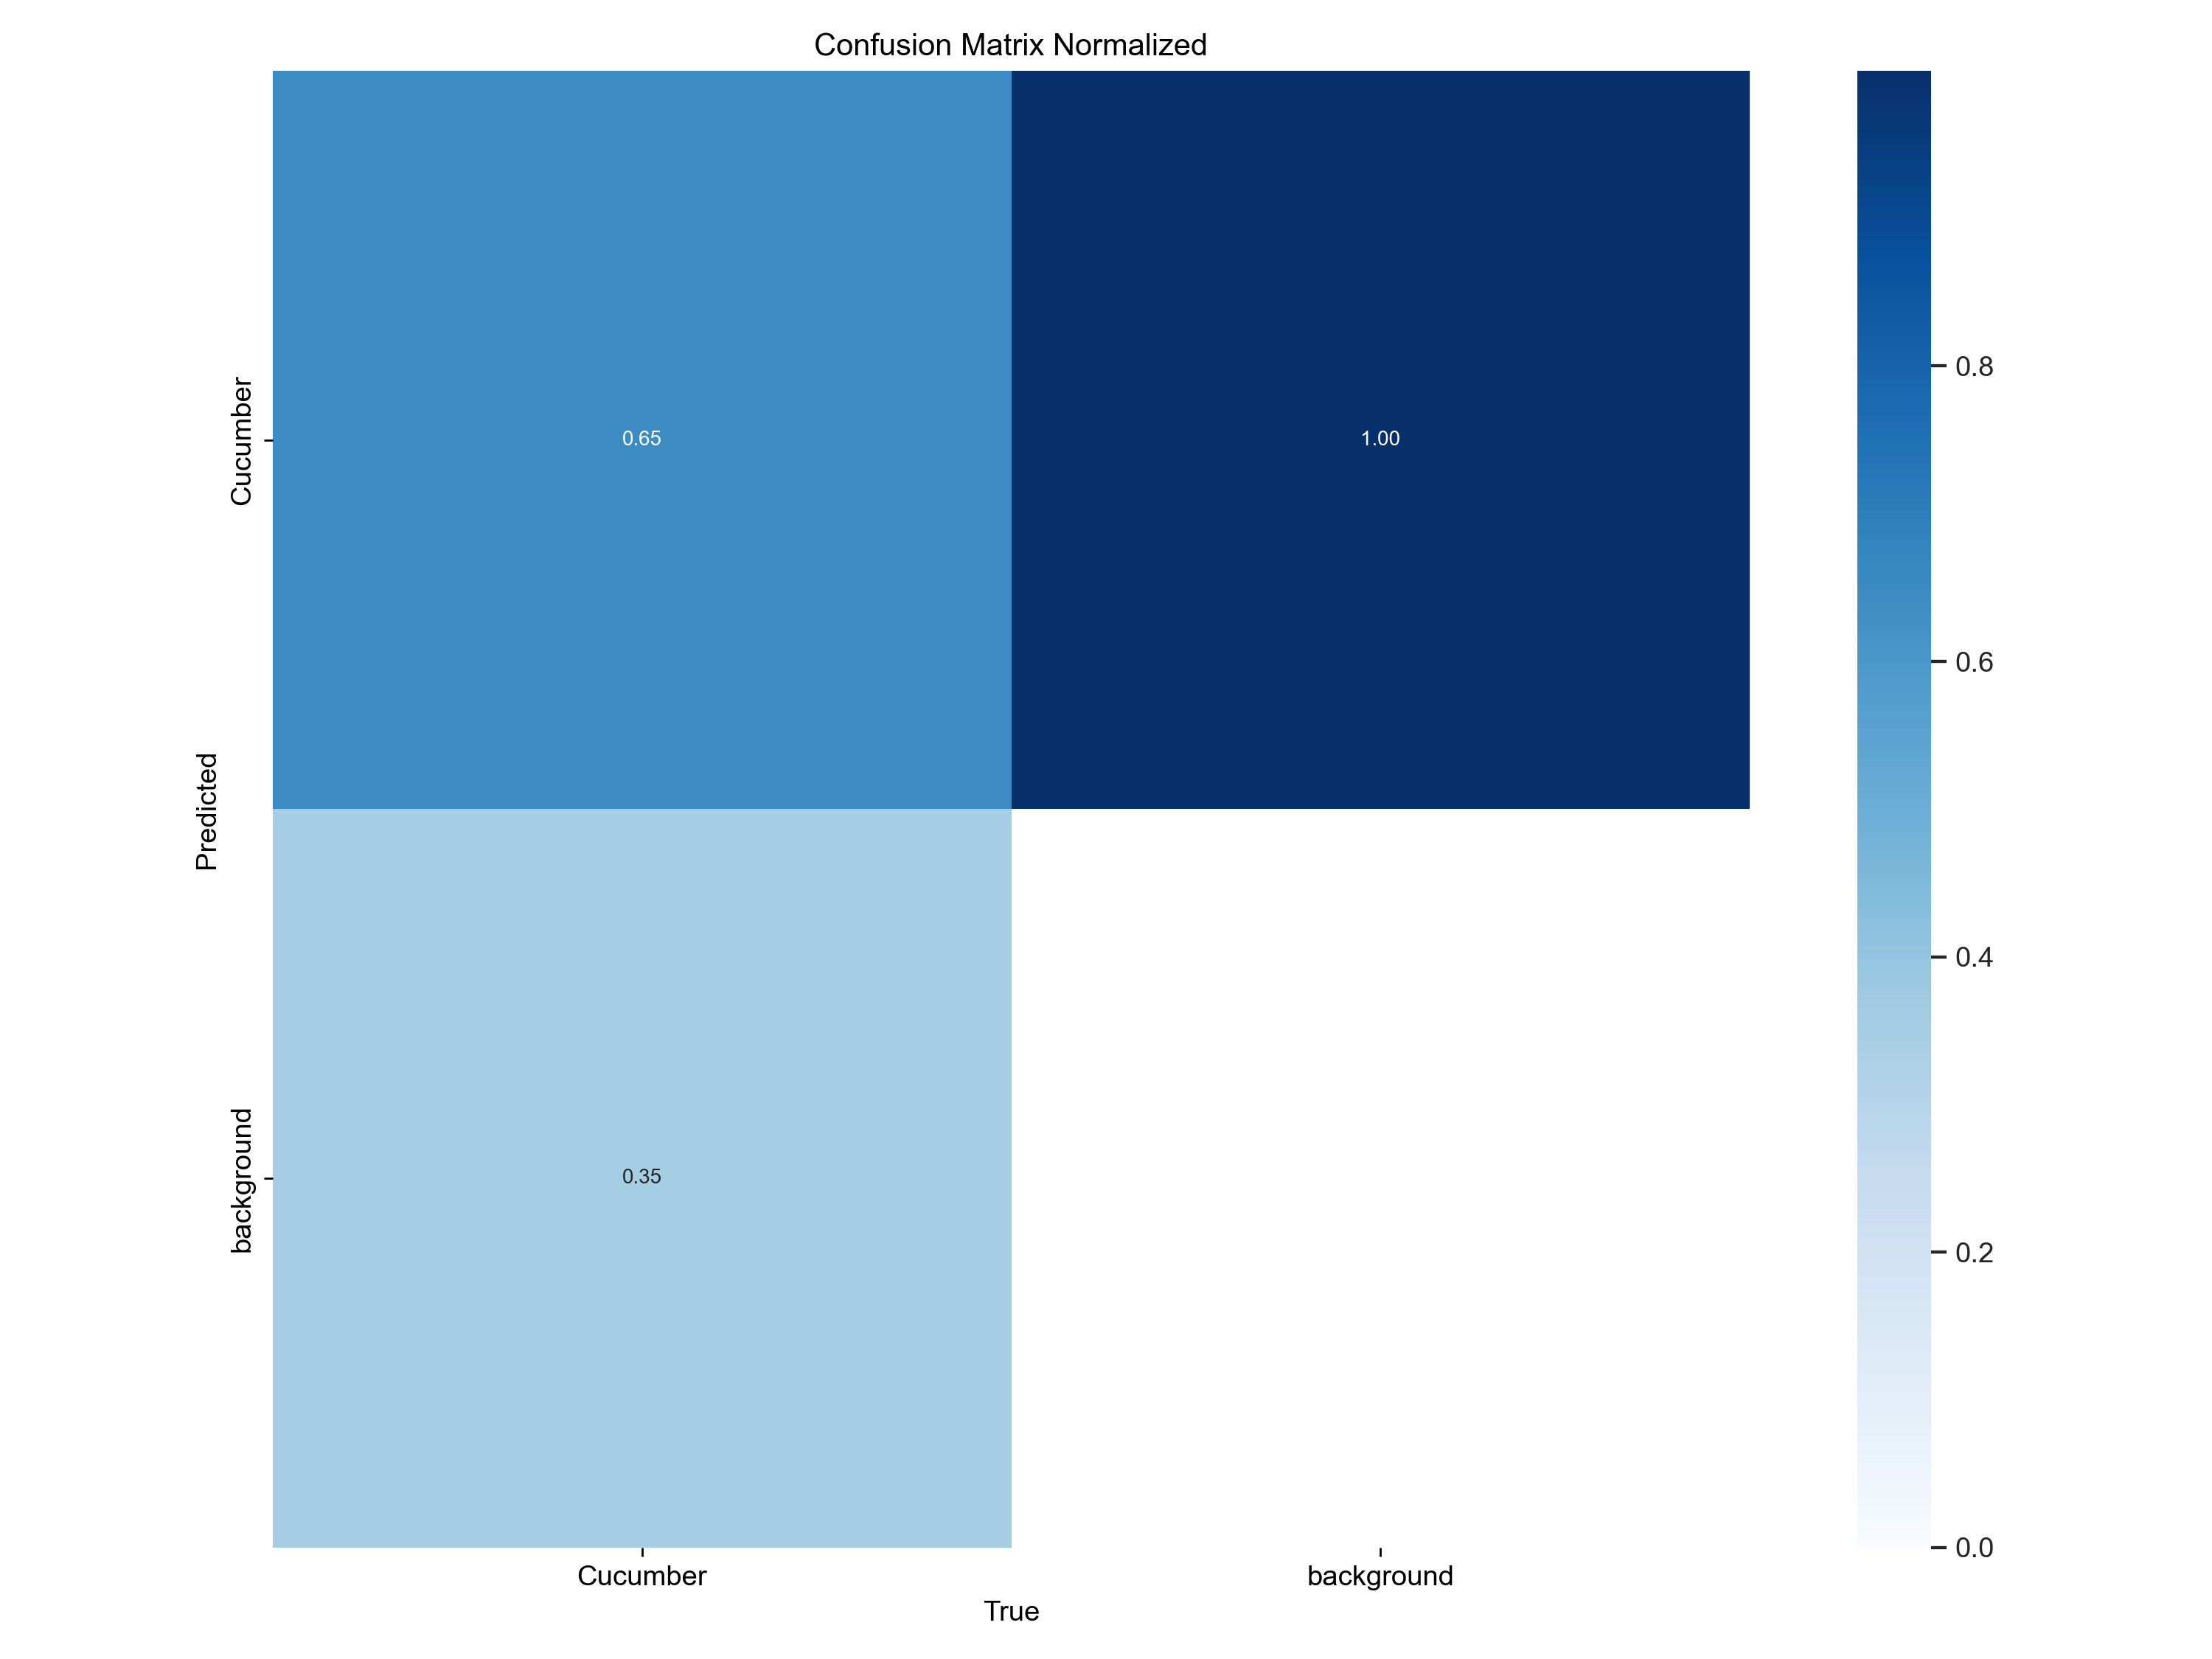 Confusion Matrix Normalized
Cucumber
0.65
1.00
0.8
0.6
Predicted
0.4
background
0.35
0.2
0.0
Cucumber
background
True